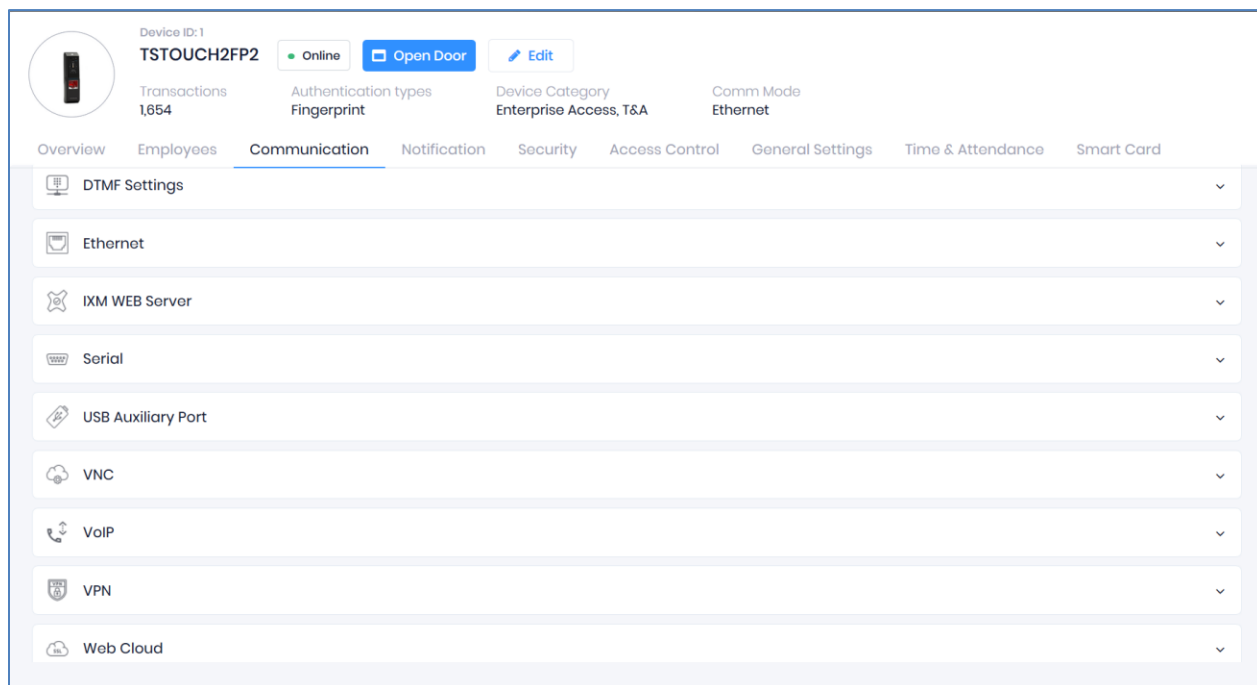 Device ID: 1
TSTOUCH2FP2 Online Open Door Edit
Transactions Authentication types Device Category Comm Mode
1,654 Fingerprint Enterprise Access, T&A Ethernet
Overview Employees Communication Notification Security Access Control General Settings Time & Attendance Smart Card
DTMF Settings
Ethernet
IXM WEB Server
Serial
USB Auxiliary Port
VNC
VoIP
VPN
Web Cloud